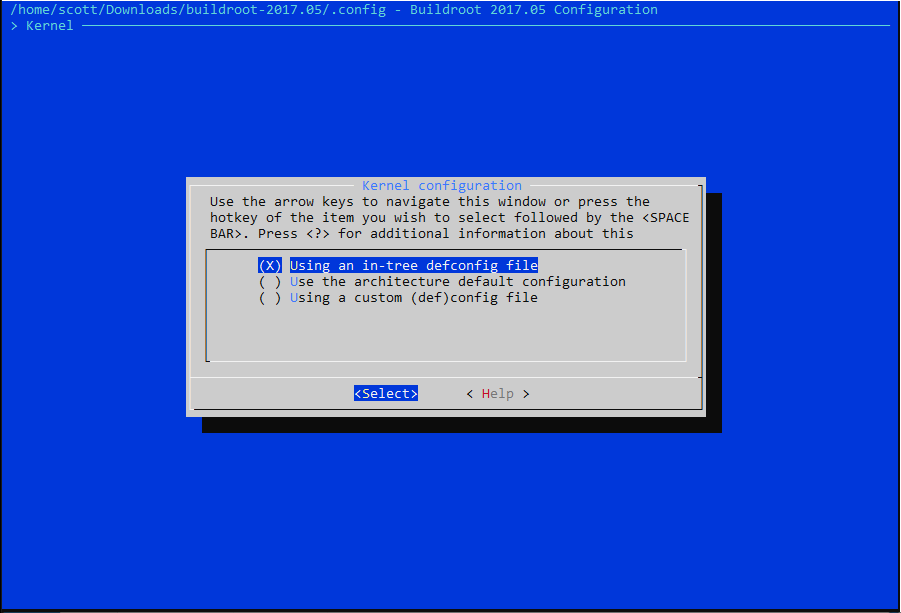 /home/scott/Downloads/buildroot-2017.05/.config - Buildroot 2017.05 Configuration
> Kernel
Kernel configuration
Use the arrow keys to navigate this window or press the
hotkey of the item you wish to select followed by the <SPACE
BAR>. Press <?> for additional information about this
(X) Using an in-tree defconfig file
( ) Use the architecture default configuration
( ) Using a custom (def)config file
<Select> < Help >